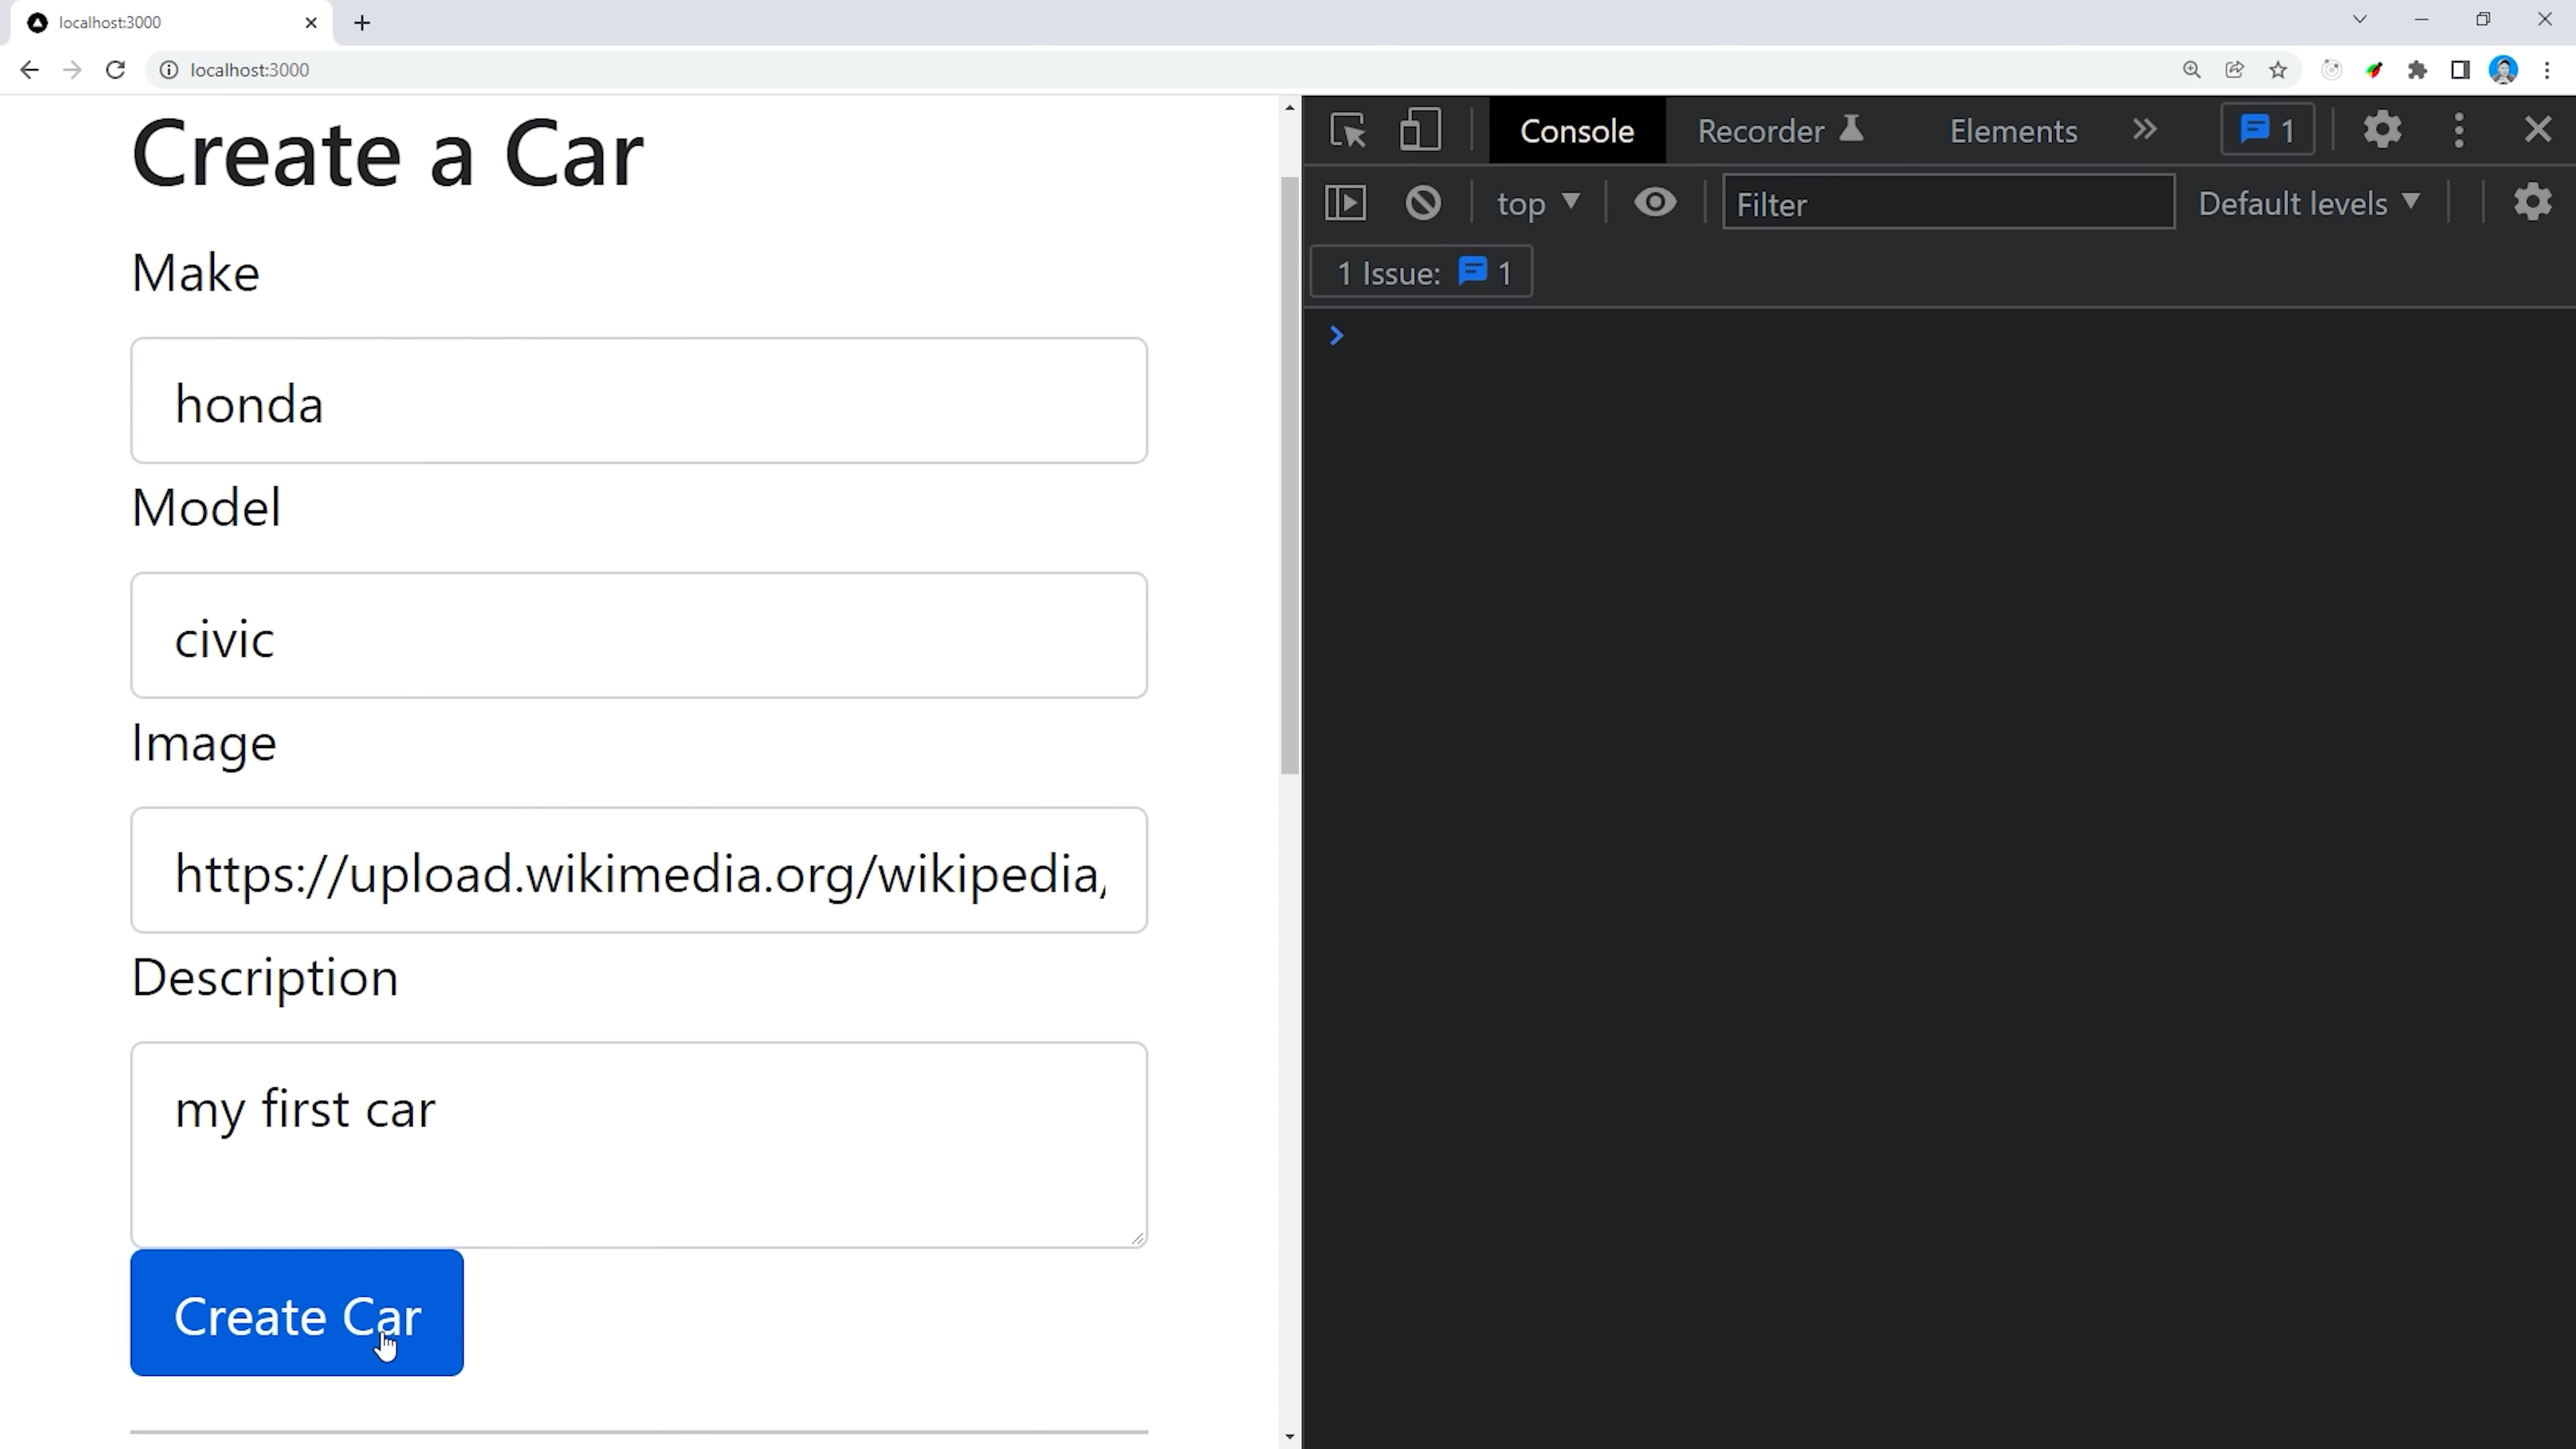 localhost:3000
localhost:3000
Create a Car
Make
honda
Model
civic
Image
https://upload.wikimedia.org/wikipedia/
Description
my first car
Create Car
Console
Recorder
Elements
1
top
Filter
Default levels
1 Issue:
1